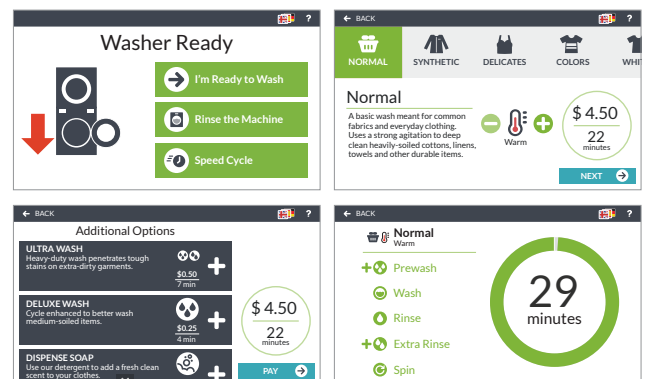 ?
Washer Ready
I'm Ready to Wash
Rinse the Machine
Speed Cycle
BACK
?
NORMAL
SYNTHETIC
DELICATES
COLORS
WHIT
Normal
A basic wash meant for common
fabrics and everyday clothing.
Uses a strong agitation to deep
clean heavily-soiled cottons, linens,
towels and other durable items.
Warm
$ 4.50
22
minutes
NEXT
BACK
?
Additional Options
ULTRA WASH
Heavy-duty wash penetrates tough
stains on extra-dirty garments.
$0.50
7 min
DELUXE WASH
Cycle enhanced to better wash
medium-soiled items.
$0.25
4 min
DISPENSE SOAP
Use our detergent to add a fresh clean
scent to your clothes.
$ 4.50
22
minutes
PAY
BACK
?
Normal
Warm
Prewash
Wash
Rinse
Extra Rinse
Spin
29
minutes